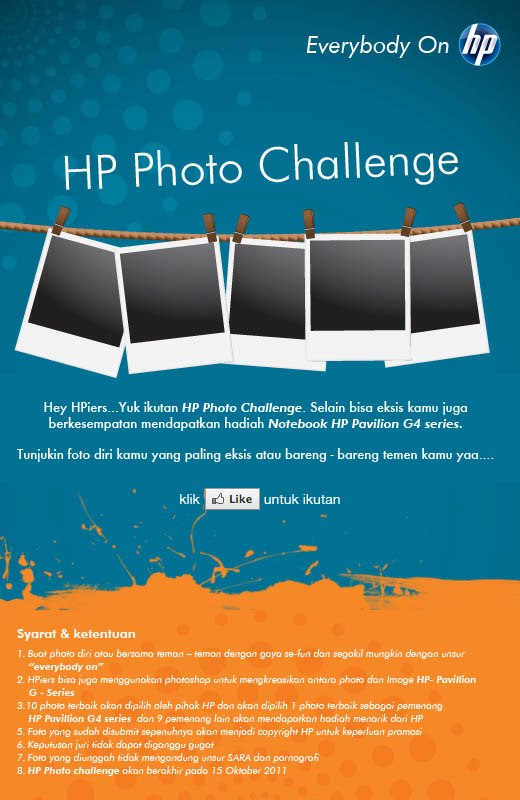 Everybody On hp
HP Photo Challenge
Hey HPiers...Yuk ikutan HP Photo Challenge. Selain bisa eksis kamu juga
berkesempatan mendapatkan hadiah Notebook HP Pavilion G4 series.
Tunjukin foto diri kamu yang paling eksis atau bareng - bareng temen kamu yaa....
klik Like untuk ikutan
Syarat & ketentuan
1. Buat photo diri atau bersama teman – teman dengan gaya se-fun dan segokil mungkin dengan unsur
“everybody on”
2. HPiers bisa juga menggunakan photoshop untuk mengkreasikan antara photo dan Image HP- Pavillion
G - Series
3.10 photo terbaik akan dipilih oleh pihak HP dan akan dipilih 1 photo terbaik sebagai pemenang
HP Pavillion G4 series dan 9 pemenang lain akan mendapatkan hadiah menarik dari HP
5. Foto yang sudah disubmit sepenuhnya akan menjadi copyright HP untuk keperluan promosi
6. Keputusan juri tidak dapat diganggu gugat
7. Foto yang diunggah tidak mengandung unsur SARA dan pornografi
8. HP Photo challenge akan berakhir pada 15 Oktober 2011